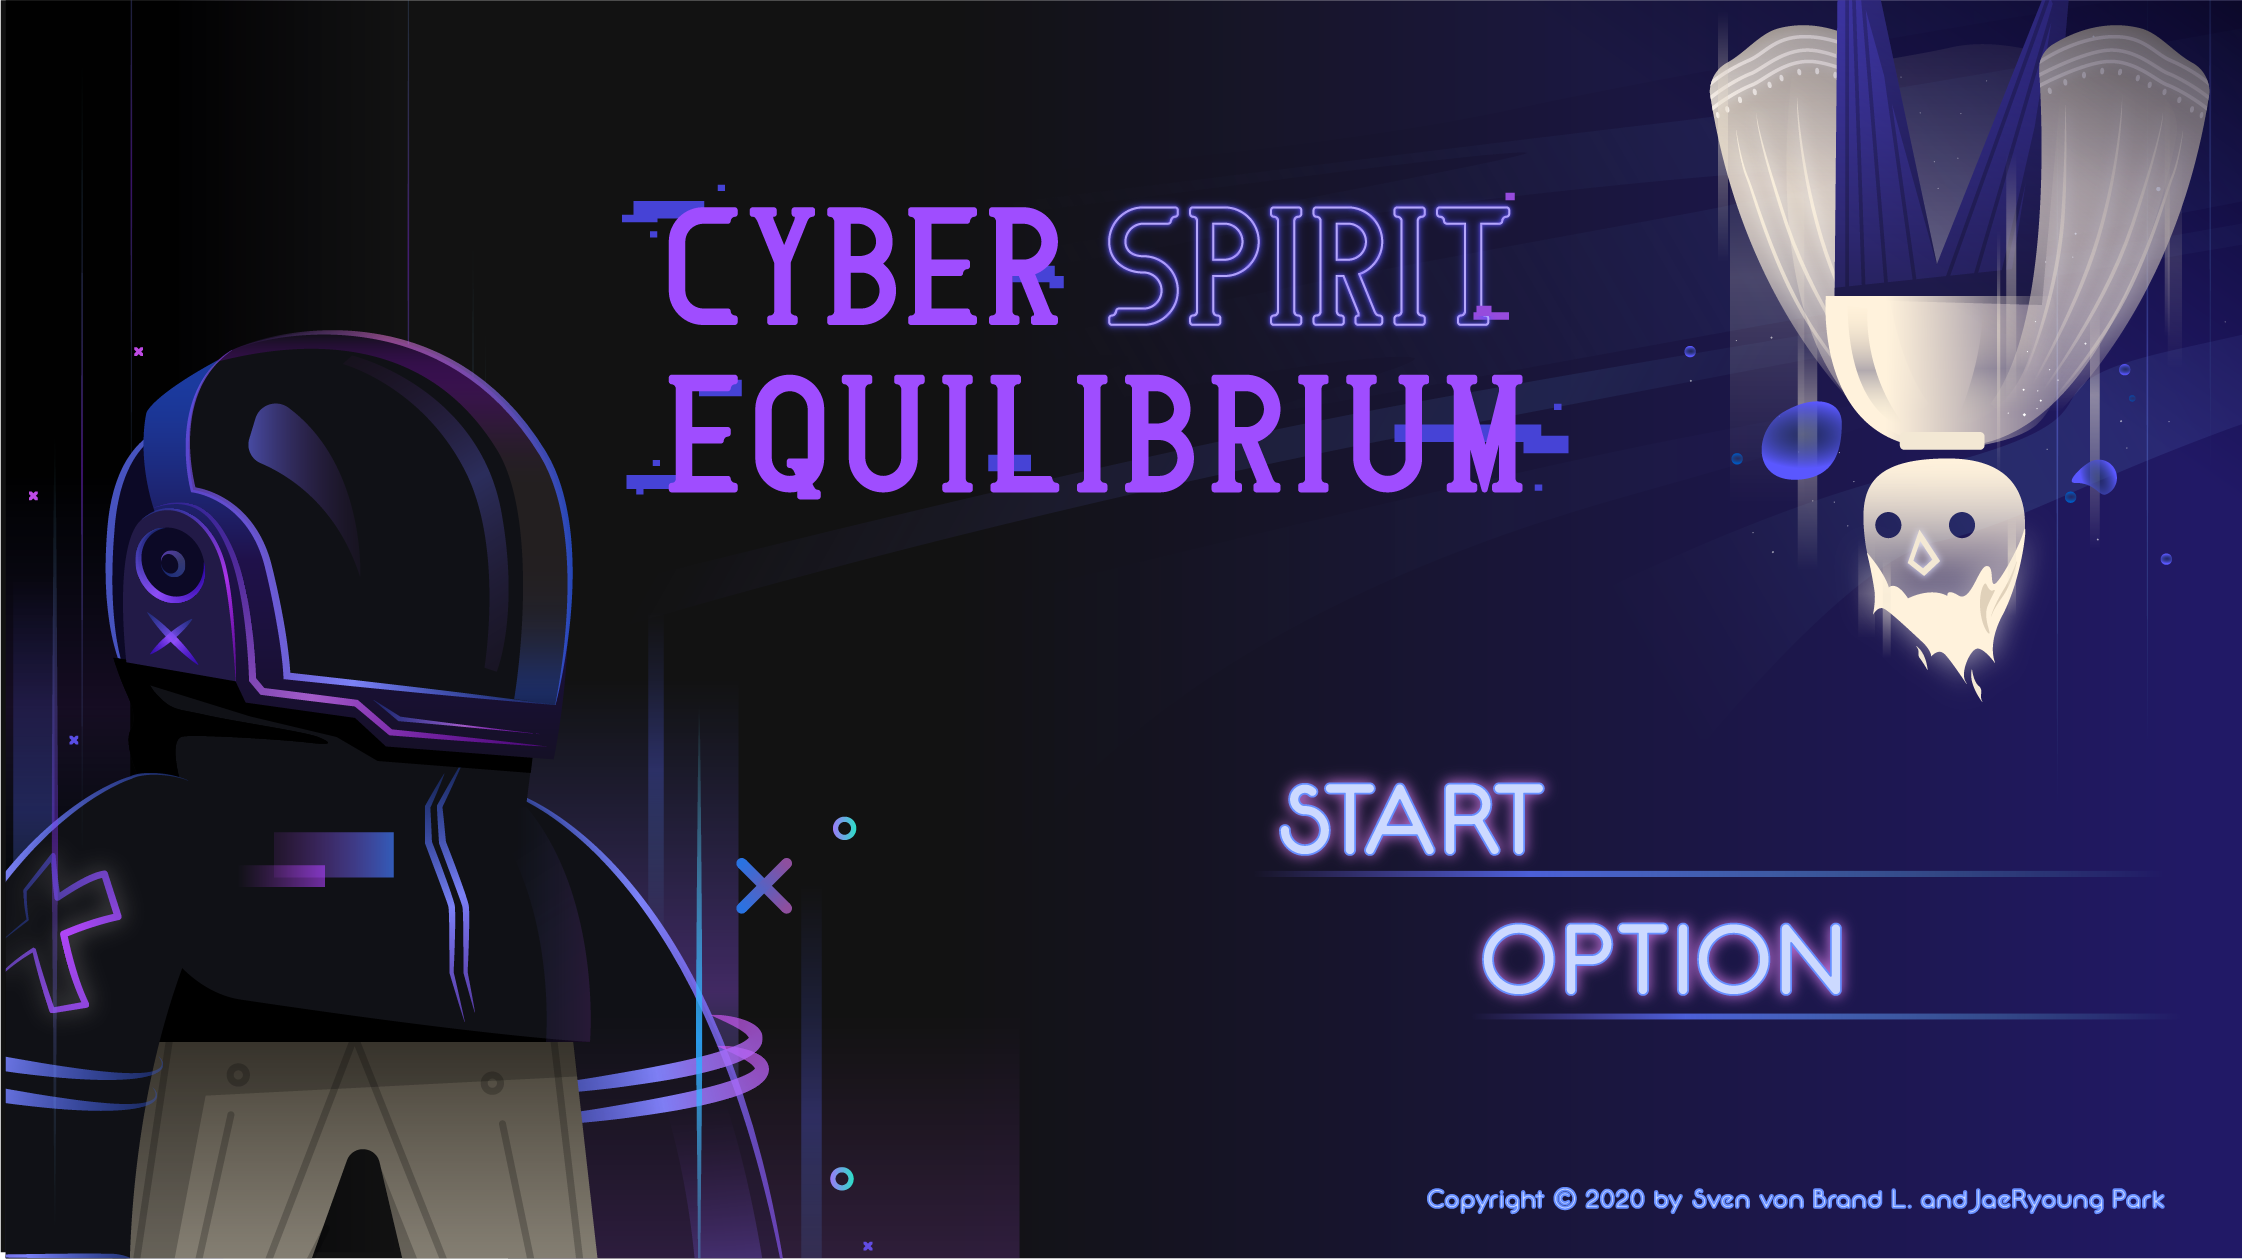 CYBER SPIRIT
EQUILIBRIUM
START
OPTION
Copyright © 2020 by Sven von Brand L. and JaeRyoung Park